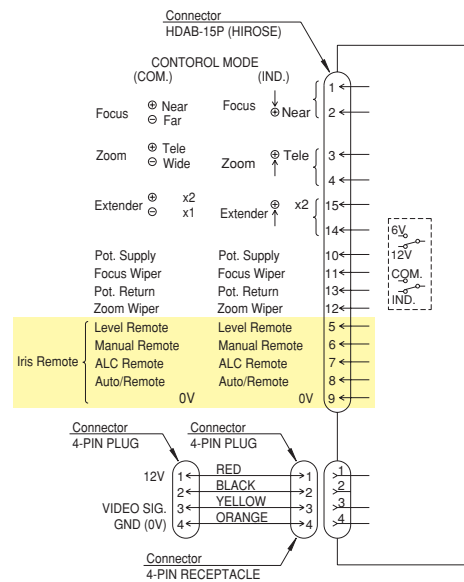 Connector
HDAB-15P (HIROSE)
CONTOROL MODE
(COM.) (IND.)
Focus ⊕ Near
⊖ Far
Focus ⊕ Near
1
2
Zoom ⊕ Tele
⊖ Wide
Zoom ⊕ Tele
3
4
Extender ⊕ x2
⊖ x1
Extender ⊕ x2
15
14
6V
12V
COM.
IND.
Pot. Supply Pot. Supply 10
Focus Wiper Focus Wiper 11
Pot. Return Pot. Return 13
Zoom Wiper Zoom Wiper 12
Iris Remote
Level Remote Level Remote 5
Manual Remote Manual Remote 6
ALC Remote ALC Remote 7
Auto/Remote Auto/Remote 8
0V 0V 9
Connector
4-PIN PLUG
Connector
4-PIN PLUG
12V 1 RED 1 1
2 BLACK 2 2
VIDEO SIG. 3 YELLOW 3 3
GND (0V) 4 ORANGE 4 4
Connector
4-PIN RECEPTACLE